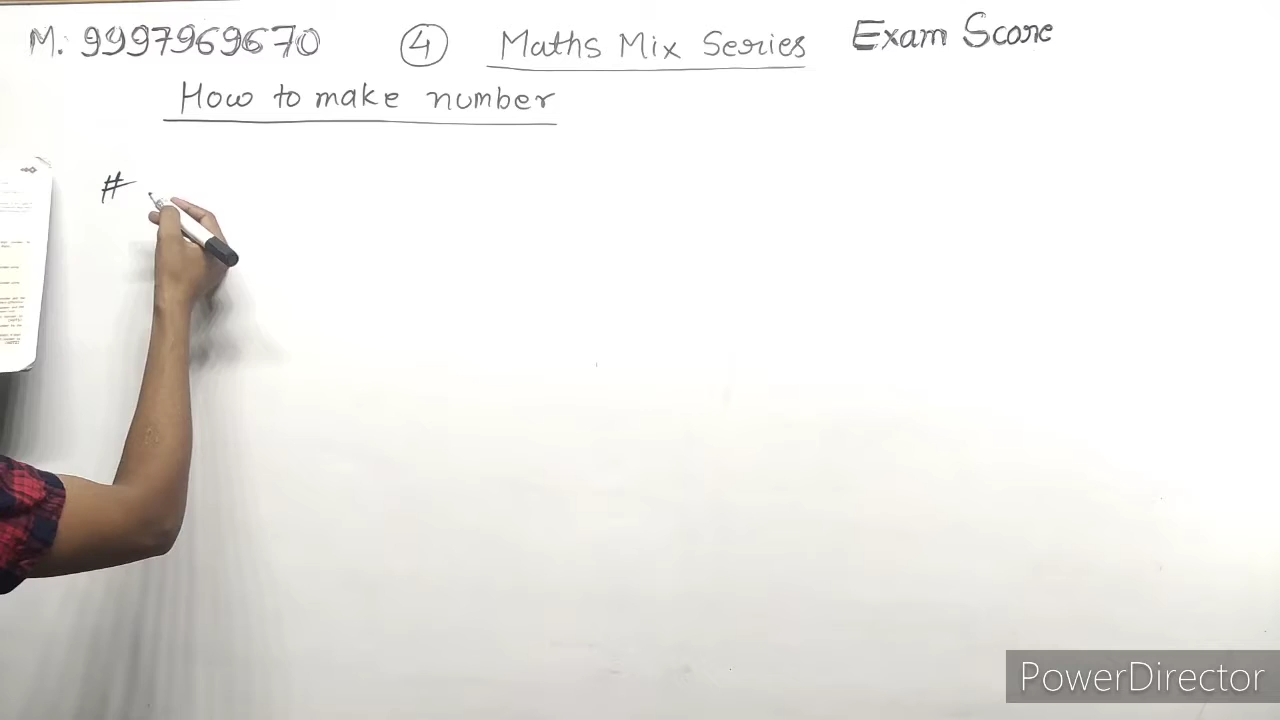 M. 9997969670 4 Maths Mix Series Exam Score
How to make number
#
PowerDirector